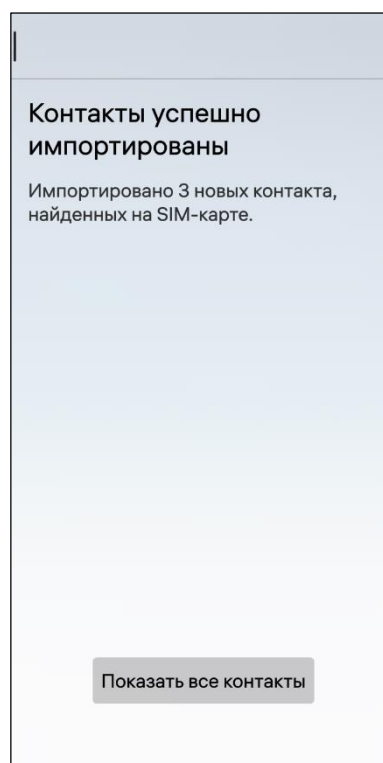 Контакты успешно
импортированы
Импортировано 3 новых контакта,
найденных на SIM-карте.
Показать все контакты